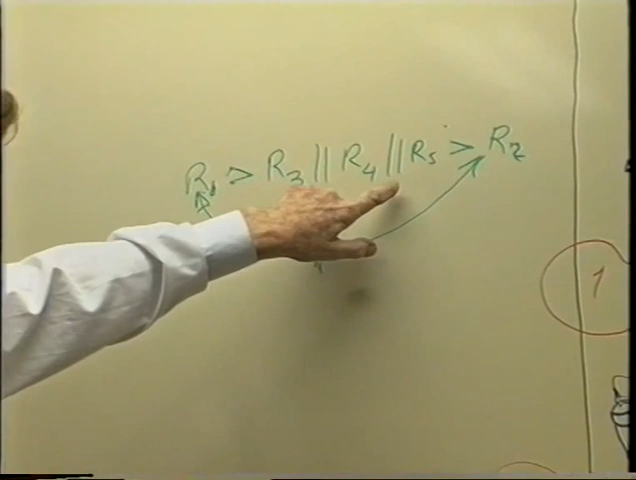 R₁ > R₃ || R₄ || R₅ > R₂
1